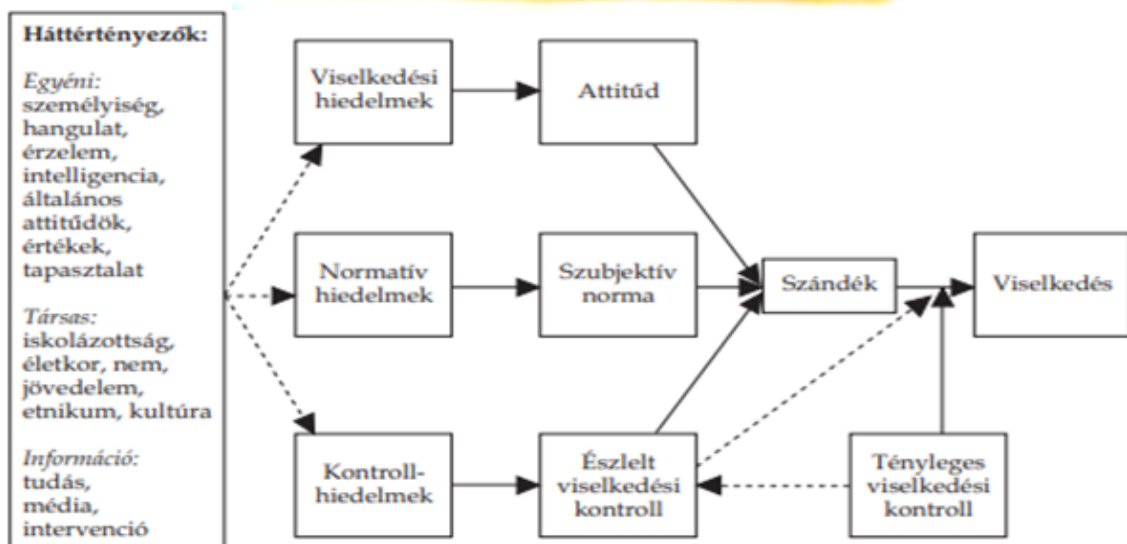 Háttértényezők:
Egyéni:
személyiség,
hangulat,
érzelem,
intelligencia,
általános
attitűdök,
értékek,
tapasztalat
Társas:
iskolázottság,
életkor, nem,
jövedelem,
etnikum, kultúra
Információ:
tudás,
média,
intervenció
Viselkedési
hiedelmek
Attitűd
Normatív
hiedelmek
Szubjektív
norma
Szándék
Viselkedés
Kontroll-
hiedelmek
Észlelt
viselkedési
kontroll
Tényleges
viselkedési
kontroll